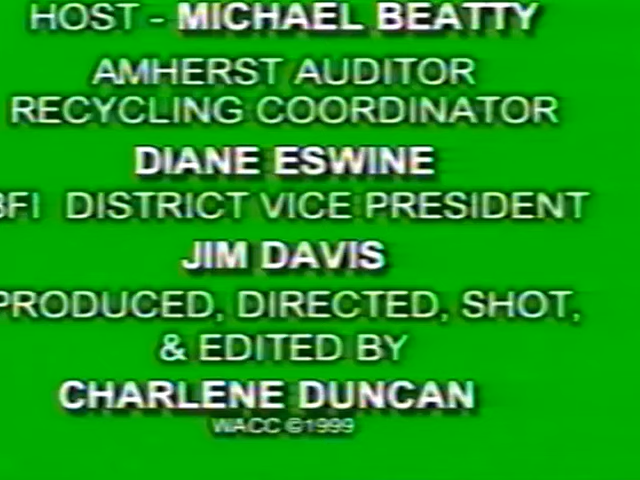 HOST - MICHAEL BEATTY
AMHERST AUDITOR
RECYCLING COORDINATOR
DIANE ESWINE
BFI DISTRICT VICE PRESIDENT
JIM DAVIS
PRODUCED, DIRECTED, SHOT,
& EDITED BY
CHARLENE DUNCAN
WACC ©1999